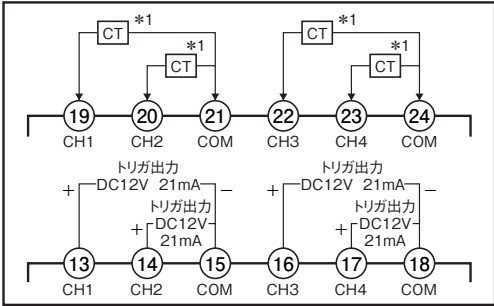 *1 *1
CT CT
*1 *1
CT CT
19 20 21 22 23 24
CH1 CH2 COM CH3 CH4 COM
トリガ出力 トリガ出力
+ DC12V 21mA − + DC12V 21mA −
トリガ出力 トリガ出力
+ DC12V + DC12V
21mA 21mA
13 14 15 16 17 18
CH1 CH2 COM CH3 CH4 COM